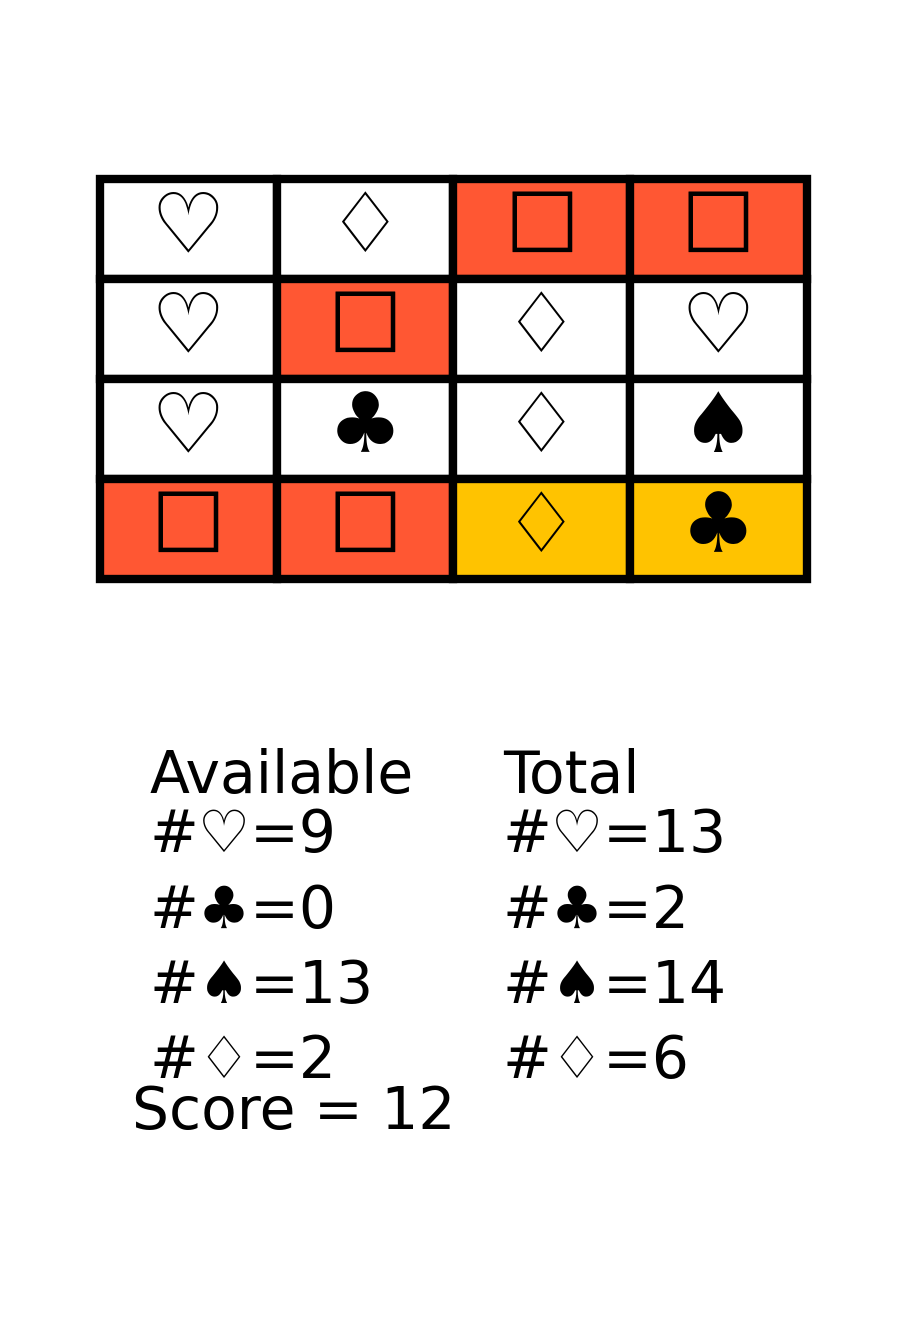 ♡ ♢ □ □
♡ □ ♢ ♡
♡ ♣ ♢ ♠
□ □ ♢ ♣
Available Total
#♡=9 #♡=13
#♣=0 #♣=2
#♠=13 #♠=14
#♢=2 #♢=6
Score = 12